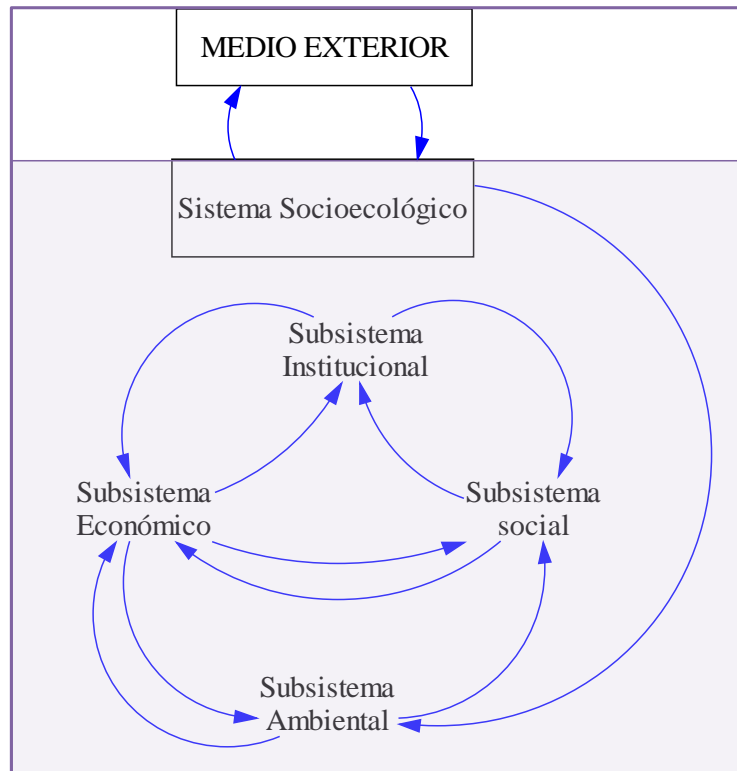 MEDIO EXTERIOR
Sistema Socioecológico
Subsistema
Institucional
Subsistema
Económico
Subsistema
social
Subsistema
Ambiental